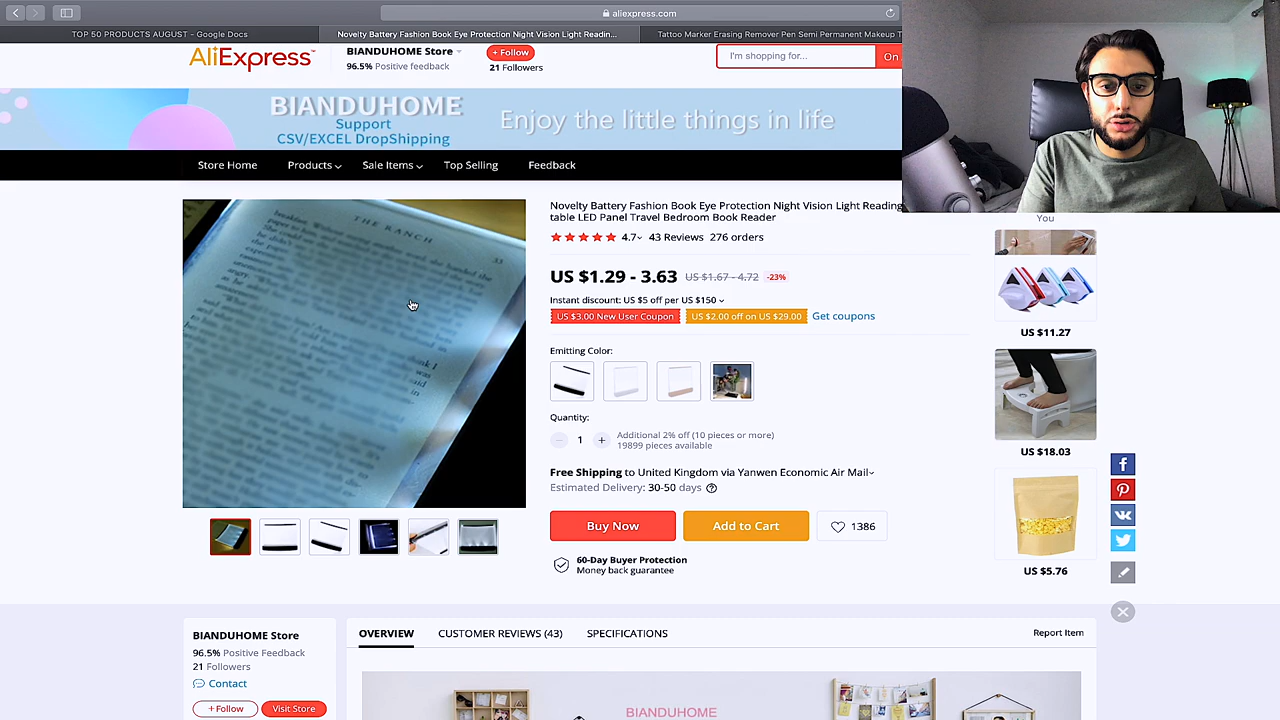 aliexpress.com
TOP 50 PRODUCTS AUGUST - Google Docs
Novelty Battery Fashion Book Eye Protection Night Vision Light Readin...
Tattoo Marker Erasing Remover Pen Semi Permanent Makeup T
AliExpress™
BIANDUHOME Store
96.5% Positive feedback
+ Follow
21 Followers
I'm shopping for...
On
BIANDUHOME
Support
CSV/EXCEL DropShipping
Enjoy the little things in life
Store Home
Products
Sale Items
Top Selling
Feedback
THE RANCH
33
Novelty Battery Fashion Book Eye Protection Night Vision Light Reading
table LED Panel Travel Bedroom Book Reader
4.7 43 Reviews 276 orders
US $1.29 - 3.63 US $1.67 - 4.72 -23%
Instant discount: US $5 off per US $150
US $3.00 New User Coupon US $2.00 off on US $29.00 Get coupons
Emitting Color:
Quantity:
1
Additional 2% off (10 pieces or more)
19899 pieces available
Free Shipping to United Kingdom via Yanwen Economic Air Mail
Estimated Delivery: 30-50 days
Buy Now
Add to Cart
1386
60-Day Buyer Protection
Money back guarantee
You
US $11.27
US $18.03
US $5.76
BIANDUHOME Store
96.5% Positive Feedback
21 Followers
Contact
+ Follow
Visit Store
OVERVIEW
CUSTOMER REVIEWS (43)
SPECIFICATIONS
Report Item
BIANDUHOME